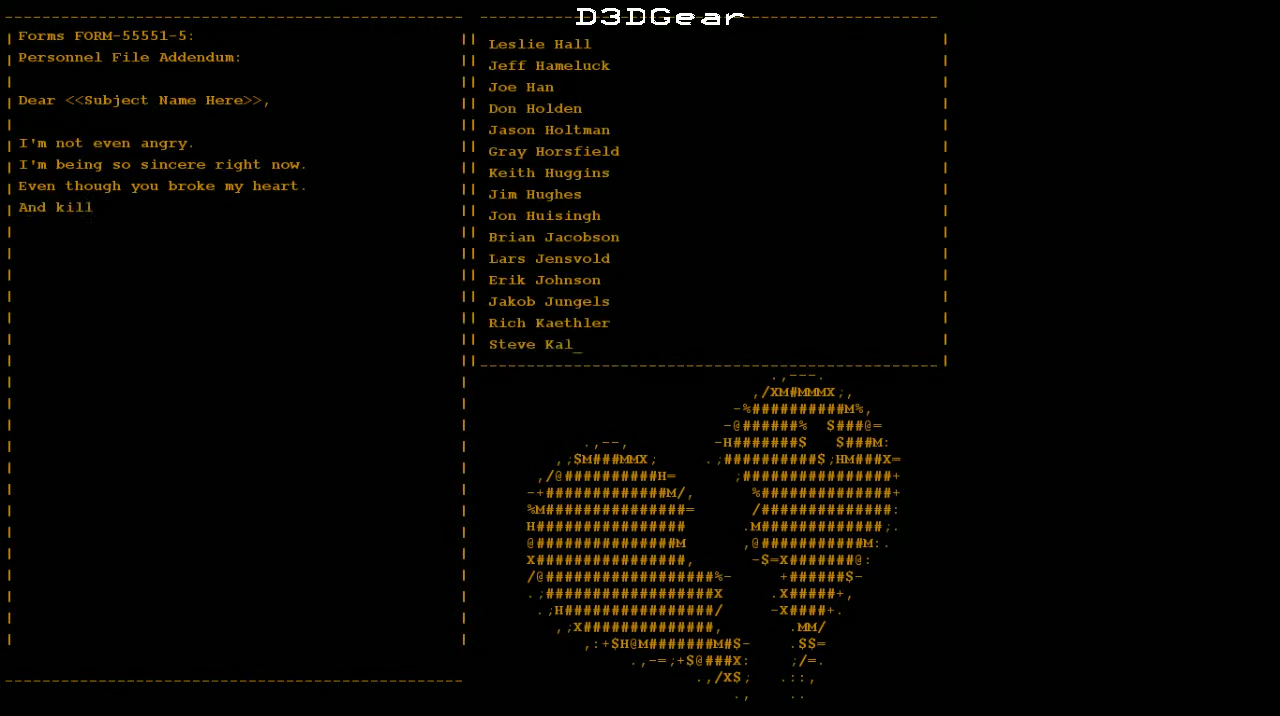 D3DGear
Forms FORM-55551-5:
Personnel File Addendum:
Dear <<Subject Name Here>>,
I'm not even angry.
I'm being so sincere right now.
Even though you broke my heart.
And kill
Leslie Hall
Jeff Hameluck
Joe Han
Don Holden
Jason Holtman
Gray Horsfield
Keith Huggins
Jim Hughes
Jon Huisingh
Brian Jacobson
Lars Jensvold
Erik Johnson
Jakob Jungels
Rich Kaethler
Steve Kal_